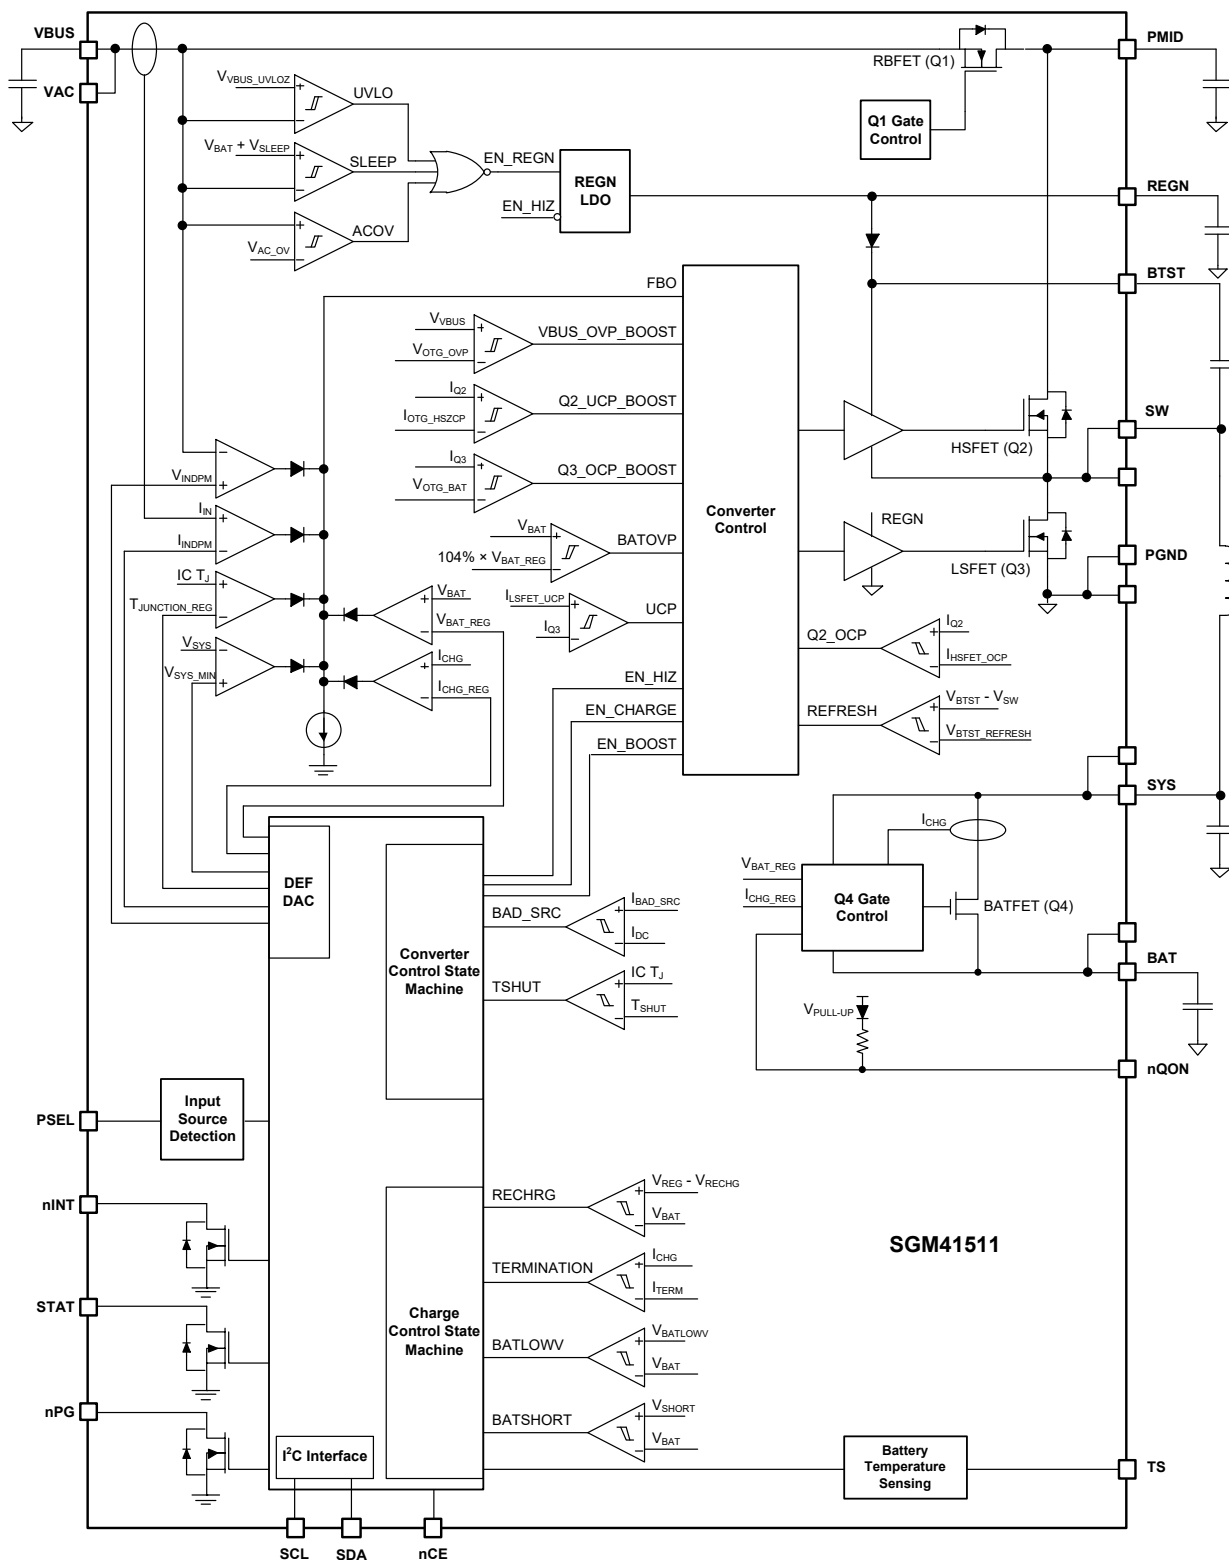 VBUS
PMID
RBFET (Q1)
VAC
V_VBUS_UVLOZ
+
−
UVLO
Q1 Gate
Control
V_BAT + V_SLEEP
+
−
SLEEP
EN_REGN
REGN
LDO
REGN
EN_HIZ
+
−
ACOV
V_AC_OV
BTST
FBO
V_VBUS
+
−
VBUS_OVP_BOOST
V_OTG_OVP
I_Q2
+
−
Q2_UCP_BOOST
I_OTG_HSZCP
SW
HSFET (Q2)
I_Q3
+
−
Q3_OCP_BOOST
V_OTG_BAT
−
+
V_INDPM
I_IN
+
−
I_INDPM
Converter
Control
REGN
V_BAT
+
−
BATOVP
104% × V_BAT_REG
PGND
LSFET (Q3)
IC T_J
+
−
T_JUNCTION_REG
V_BAT
+
−
V_BAT_REG
I_LSFET_UCP
+
−
UCP
I_Q3
Q2_OCP
I_Q2
+
−
I_HSFET_OCP
V_SYS
−
+
V_SYS_MIN
I_CHG
+
−
I_CHG_REG
EN_HIZ
REFRESH
V_BTST - V_SW
+
−
V_BTST_REFRESH
EN_CHARGE
EN_BOOST
SYS
I_CHG
V_BAT_REG
I_CHG_REG
Q4 Gate
Control
BATFET (Q4)
DEF
DAC
BAD_SRC
I_BAD_SRC
+
−
I_DC
BAT
Converter
Control State
Machine
TSHUT
IC T_J
+
−
T_SHUT
V_PULL-UP
nQON
PSEL
Input
Source
Detection
nINT
RECHRG
V_REG - V_RECHG
+
−
V_BAT
SGM41511
TERMINATION
I_CHG
+
−
I_TERM
STAT
Charge
Control State
Machine
BATLOWV
V_BATLOWV
+
−
V_BAT
nPG
BATSHORT
V_SHORT
+
−
V_BAT
I²C Interface
Battery
Temperature
Sensing
TS
SCL
SDA
nCE